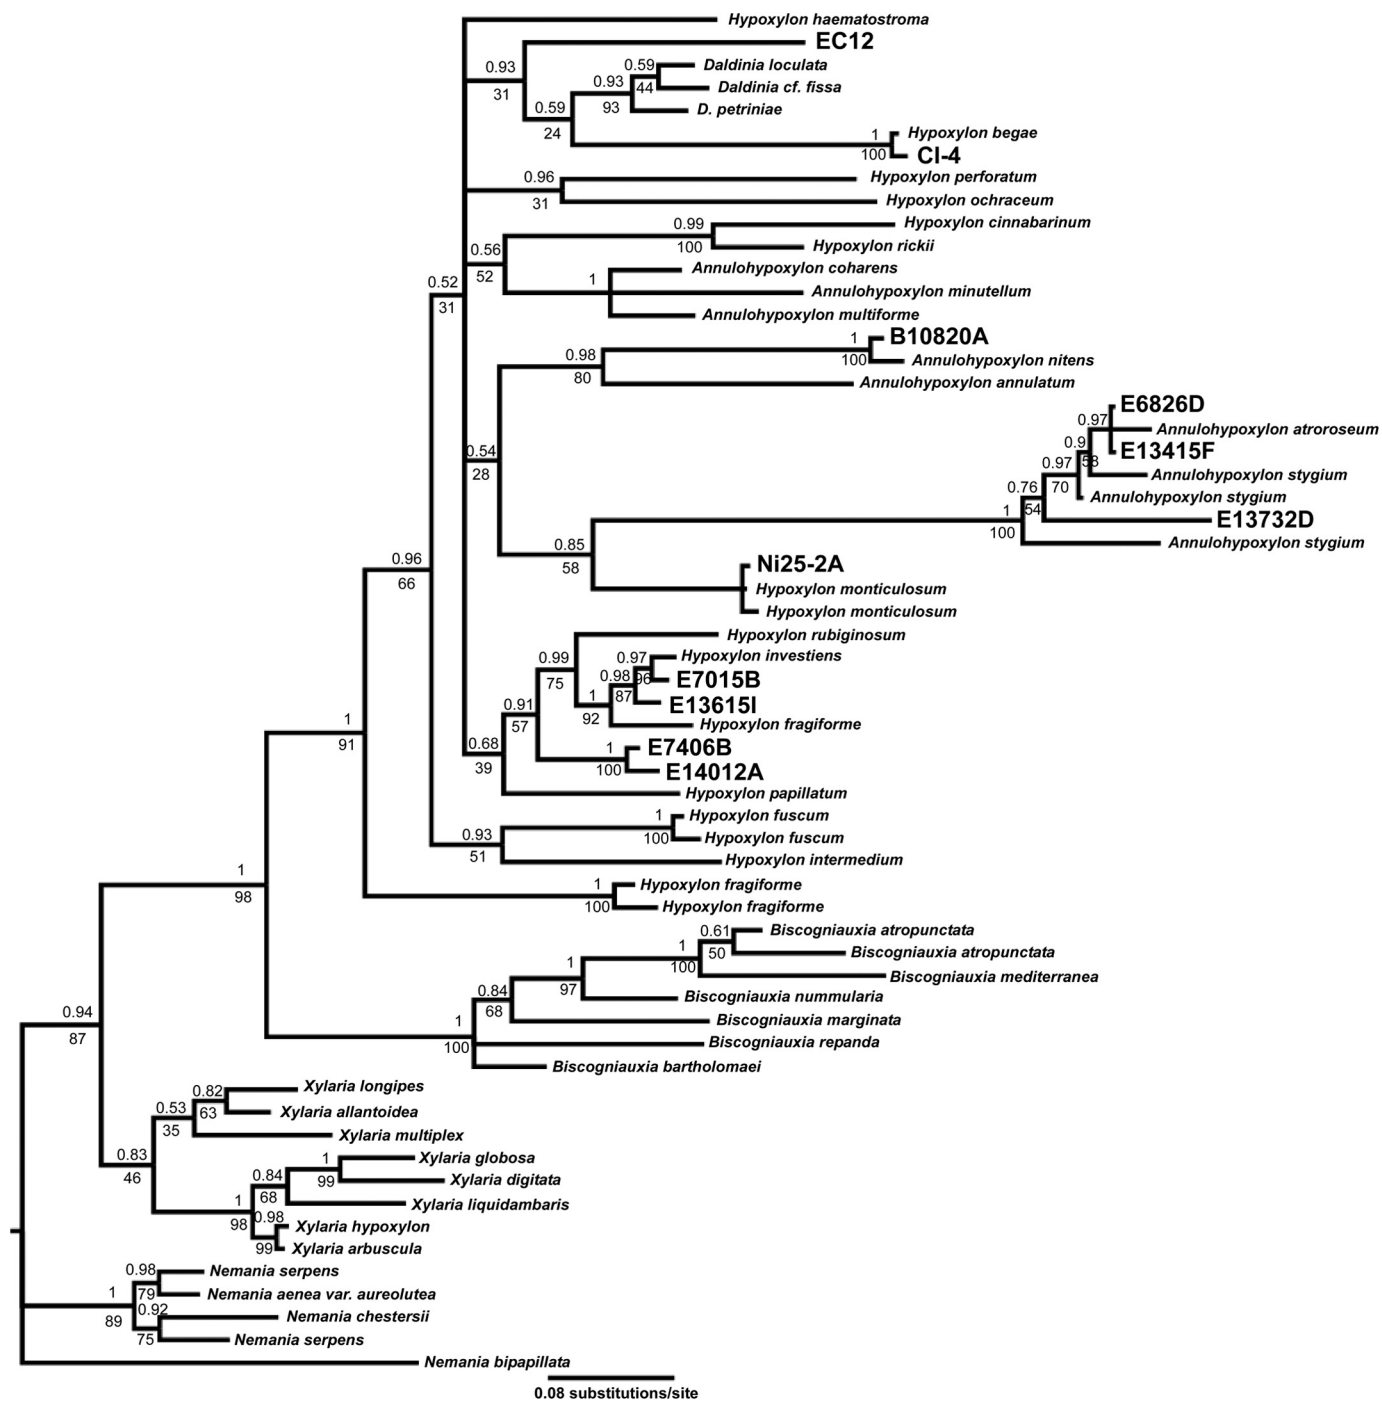 Hypoxylon haematostroma
EC12
0.93
31
0.59
Daldinia loculata
0.93
44
Daldinia cf. fissa
0.59
93
D. petriniae
24
1
Hypoxylon begae
100
CI-4
0.96
Hypoxylon perforatum
31
Hypoxylon ochraceum
0.99
Hypoxylon cinnabarinum
0.56
100
Hypoxylon rickii
52
1
Annulohypoxylon coharens
0.52
Annulohypoxylon minutellum
31
Annulohypoxylon multiforme
1
B10820A
0.98
100
Annulohypoxylon nitens
80
Annulohypoxylon annulatum
E6826D
0.97
Annulohypoxylon atroroseum
0.54
0.9
E13415F
28
0.97
58
Annulohypoxylon stygium
0.76
70
Annulohypoxylon stygium
1
54
E13732D
100
Annulohypoxylon stygium
0.85
58
0.96
66
Ni25-2A
Hypoxylon monticulosum
Hypoxylon monticulosum
Hypoxylon rubiginosum
0.99
0.97
Hypoxylon investiens
75
0.98
96
E7015B
0.91
1
87
E13615I
57
92
Hypoxylon fragiforme
1
91
0.68
1
E7406B
39
100
E14012A
Hypoxylon papillatum
1
Hypoxylon fuscum
0.93
100
Hypoxylon fuscum
51
Hypoxylon intermedium
1
98
1
Hypoxylon fragiforme
100
Hypoxylon fragiforme
0.61
Biscogniauxia atropunctata
1
50
Biscogniauxia atropunctata
100
Biscogniauxia mediterranea
1
97
0.84
Biscogniauxia nummularia
68
Biscogniauxia marginata
1
100
Biscogniauxia repanda
Biscogniauxia bartholomaei
0.94
87
0.82
Xylaria longipes
0.53
63
Xylaria allantoidea
35
Xylaria multiplex
0.83
46
1
Xylaria globosa
0.84
99
Xylaria digitata
1
68
Xylaria liquidambaris
98
0.98
Xylaria hypoxylon
99
Xylaria arbuscula
0.98
Nemania serpens
1
79
Nemania aenea var. aureolutea
89
0.92
Nemania chestersii
75
Nemania serpens
Nemania bipapillata
0.08 substitutions/site